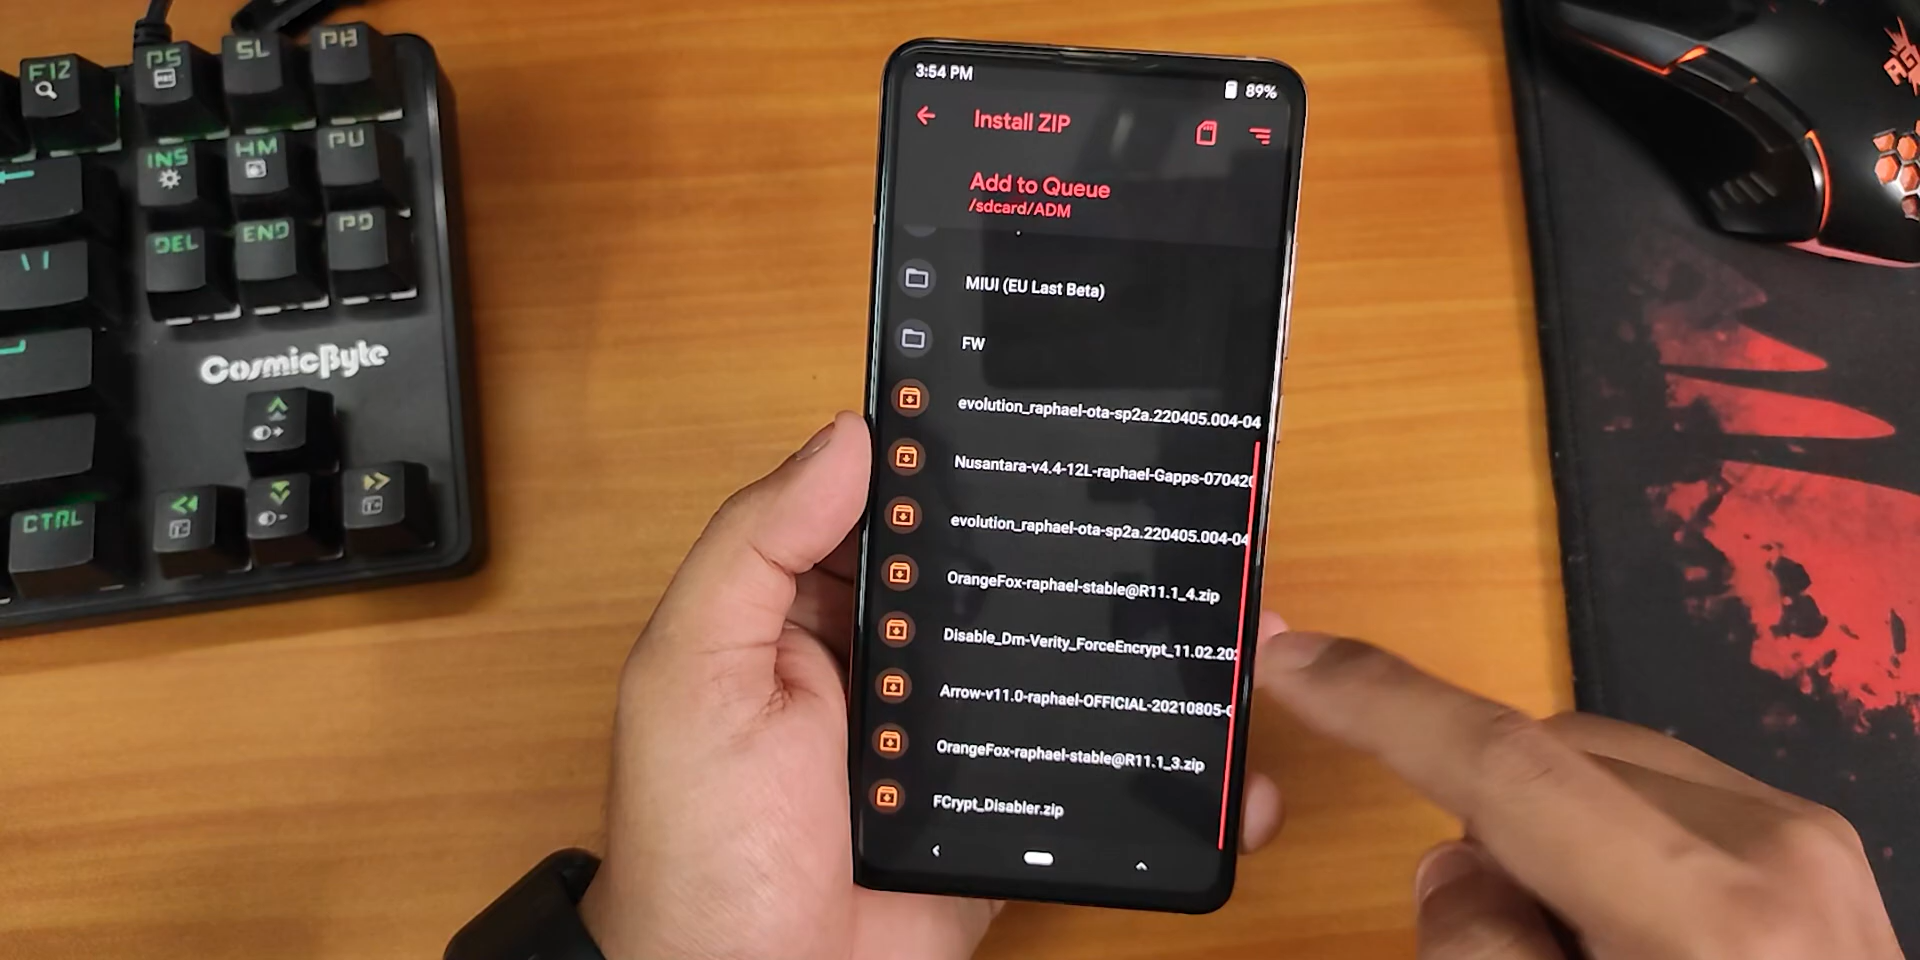 F12
PS
SL
PB
INS
HM
PU
DEL
END
PD
CosmicByte
CTRL
3:54 PM
89%
Install ZIP
Add to Queue
/sdcard/ADM
MIUI (EU Last Beta)
FW
evolution_raphael-ota-sp2a.220405.004-04
Nusantara-v4.4-12L-raphael-Gapps-070420
evolution_raphael-ota-sp2a.220405.004-04
OrangeFox-raphael-stable@R11.1_4.zip
Disable_Dm-Verity_ForceEncrypt_11.02.202
Arrow-v11.0-raphael-OFFICIAL-20210805-0
OrangeFox-raphael-stable@R11.1_3.zip
FCrypt_Disabler.zip